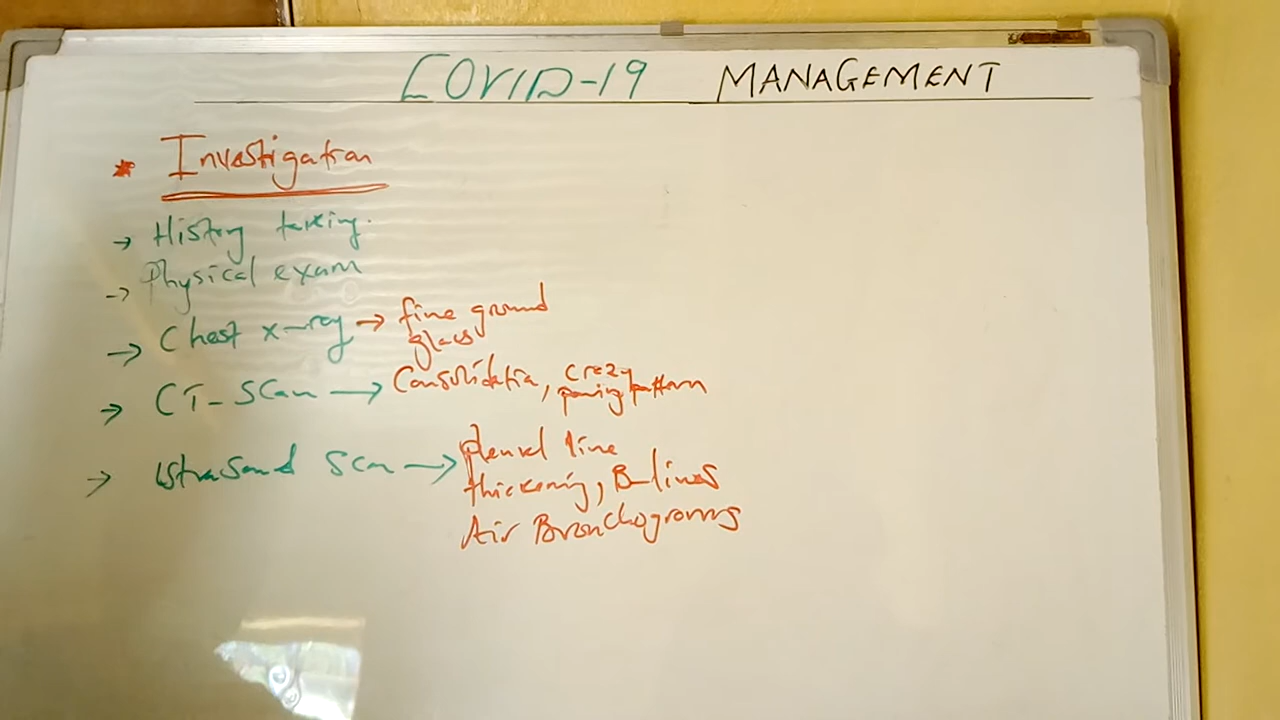 COVID-19 MANAGEMENT
* Investigation
→ History taking.
→ Physical exam
→ Chest x-ray → fine ground
glass
→ CT-Scan → Consolidation, crazy
paving pattern
→ Ultrasound Scan → pleural line
thickening, B-lines
Air Bronchograms